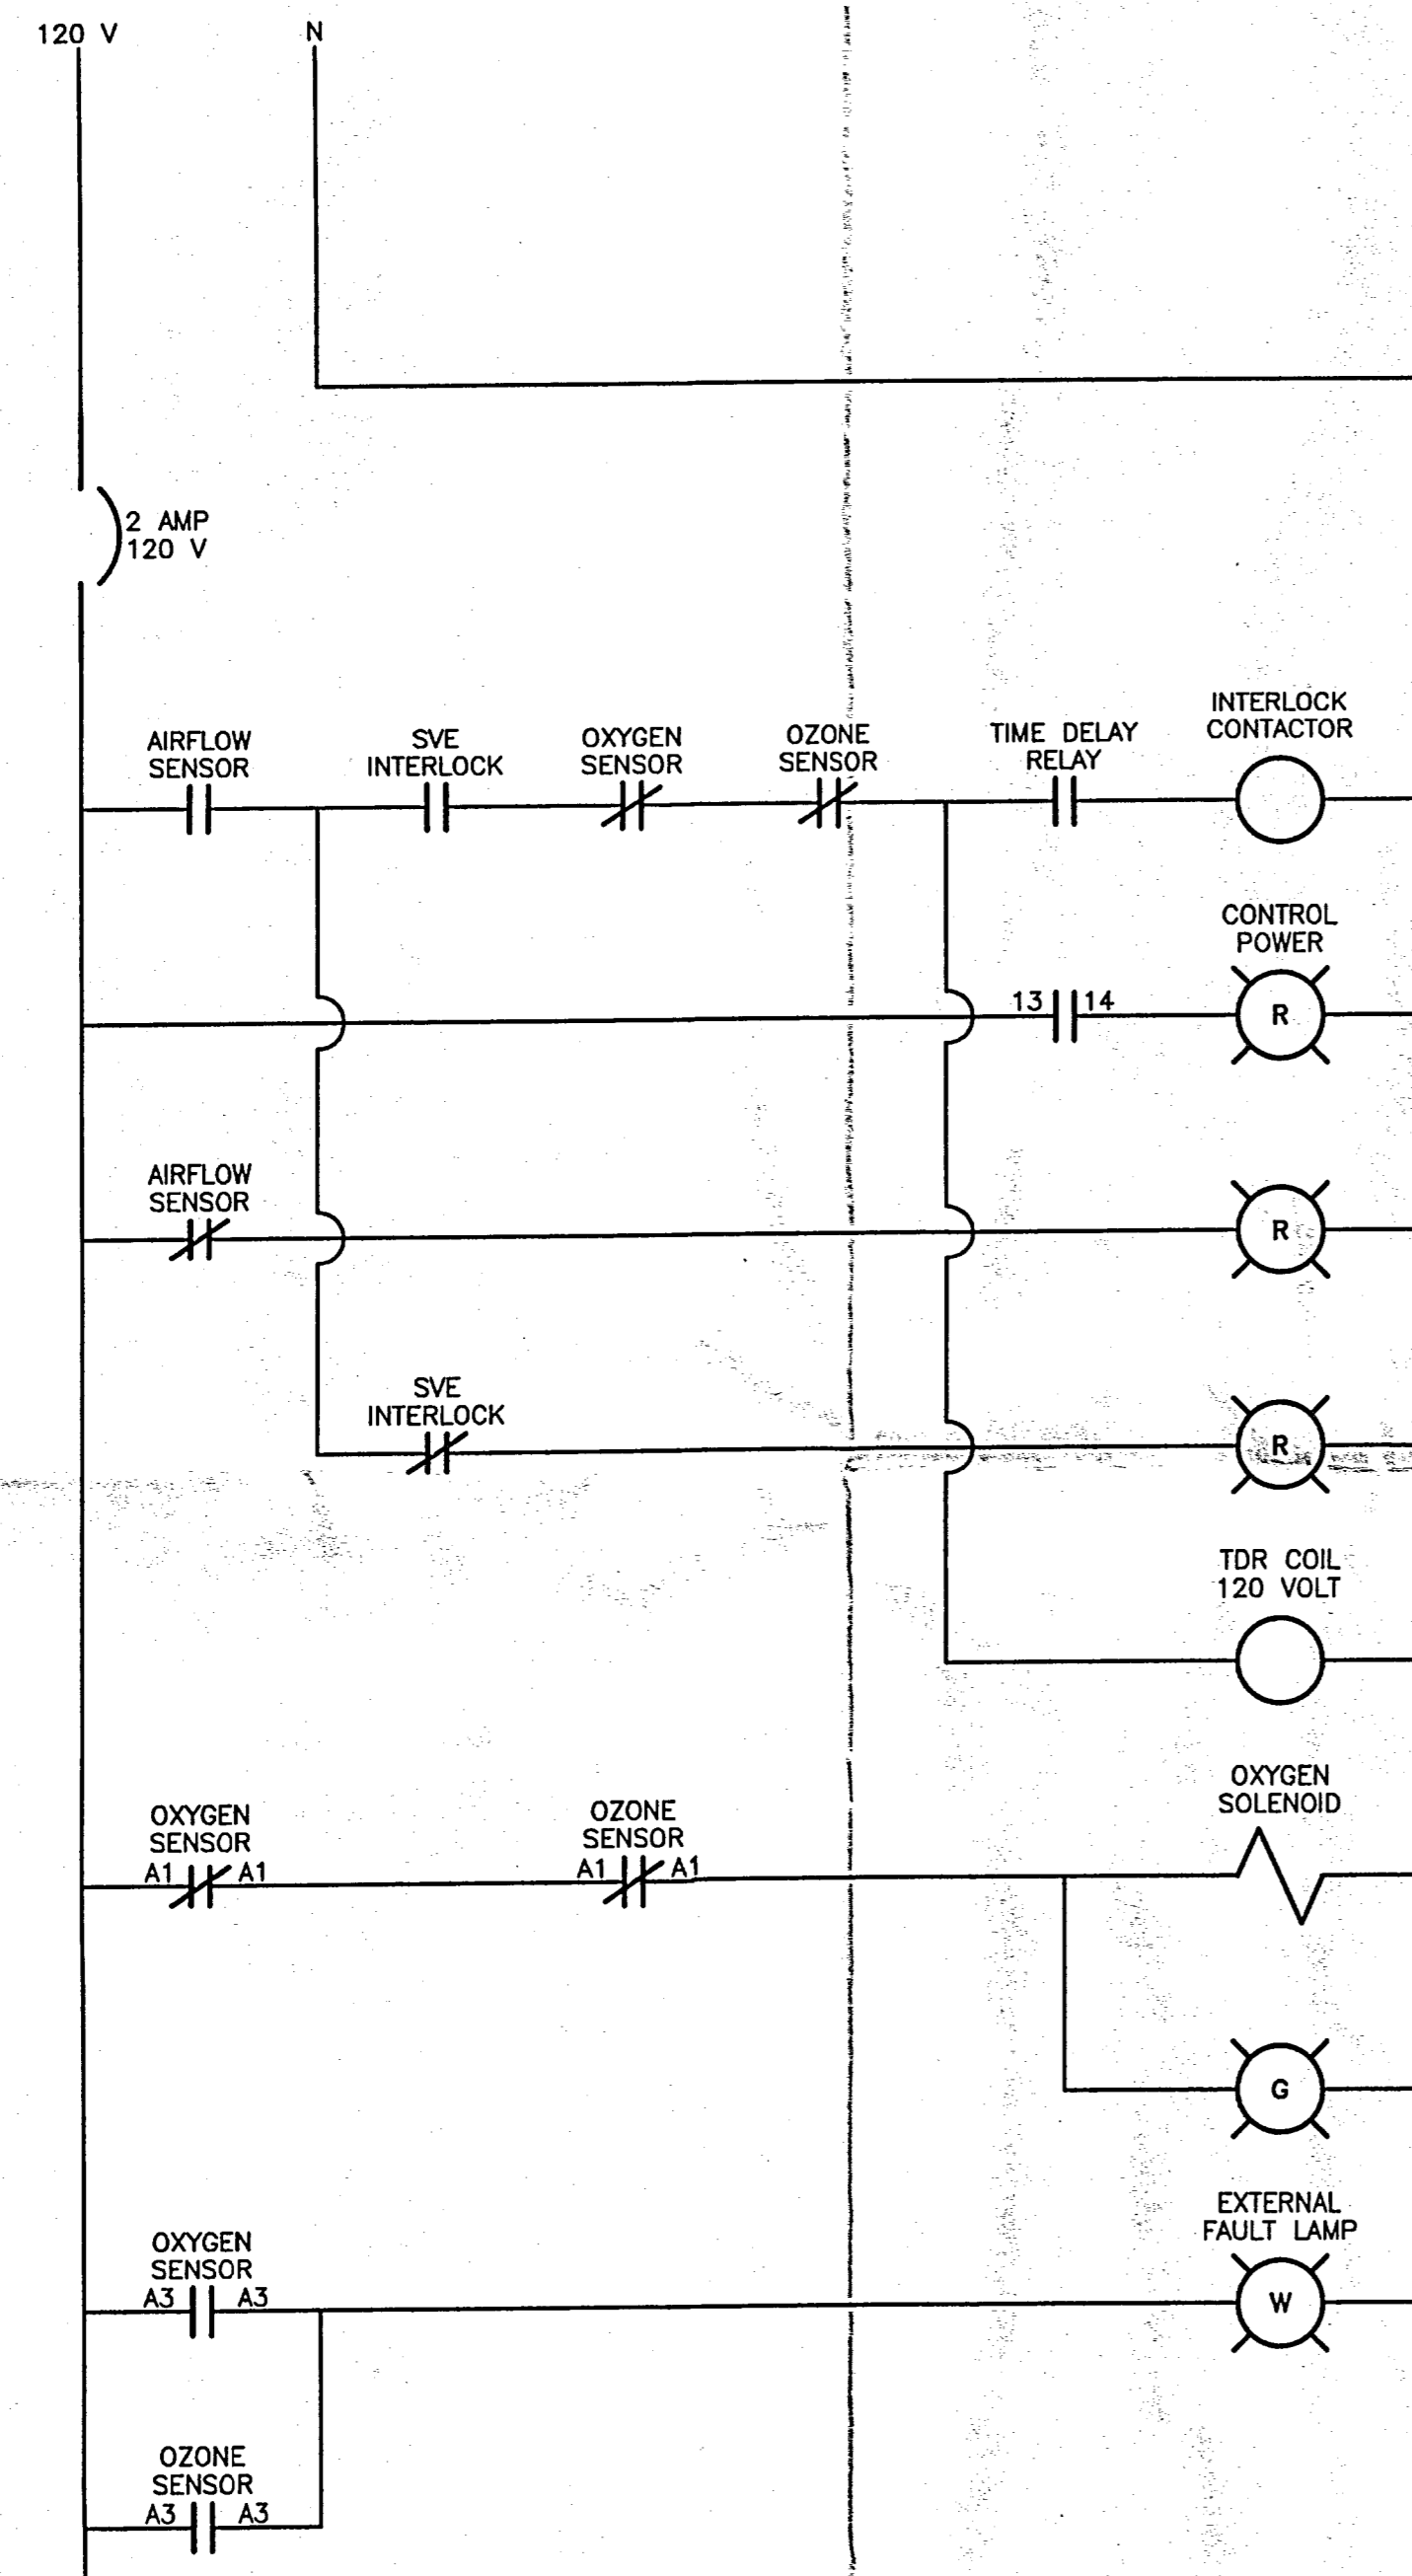 120 V
N
2 AMP
120 V
AIRFLOW
SENSOR
SVE
INTERLOCK
OXYGEN
SENSOR
OZONE
SENSOR
TIME DELAY
RELAY
INTERLOCK
CONTACTOR
CONTROL
POWER
13
14
R
AIRFLOW
SENSOR
R
SVE
INTERLOCK
R
TDR COIL
120 VOLT
OXYGEN
SENSOR
A1
A1
OZONE
SENSOR
A1
A1
OXYGEN
SOLENOID
G
OXYGEN
SENSOR
A3
A3
EXTERNAL
FAULT LAMP
W
OZONE
SENSOR
A3
A3